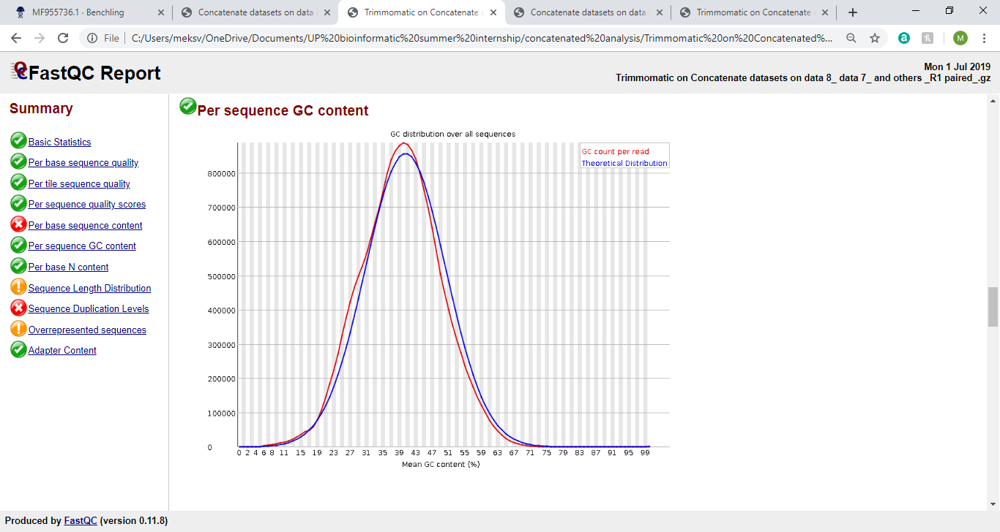 MF955736.1 · Benchling
Concatenate datasets on data
Trimmomatic on Concatenate
Concatenate datasets on data
Trimmomatic on Concatenate
File
C:/Users/meksv/OneDrive/Documents/UP%20bioinformatic%20summer%20internship/concatenated%20analysis/Trimmomatic%20on%20Concatenated%...
a
M
FastQC Report
Mon 1 Jul 2019
Trimmomatic on Concatenate datasets on data 8_ data 7_ and others _R1 paired_.gz
Summary
Basic Statistics
Per base sequence quality
Per tile sequence quality
Per sequence quality scores
Per base sequence content
Per sequence GC content
Per base N content
Sequence Length Distribution
Sequence Duplication Levels
Overrepresented sequences
Adapter Content
Per sequence GC content
GC distribution over all sequences
GC count per read
Theoretical Distribution
800000
700000
600000
500000
400000
300000
200000
100000
0
0 2 4 6 8 11 15 19 23 27 31 35 39 43 47 51 55 59 63 67 71 75 79 83 87 91 95 99
Mean GC content (%)
Produced by FastQC (version 0.11.8)